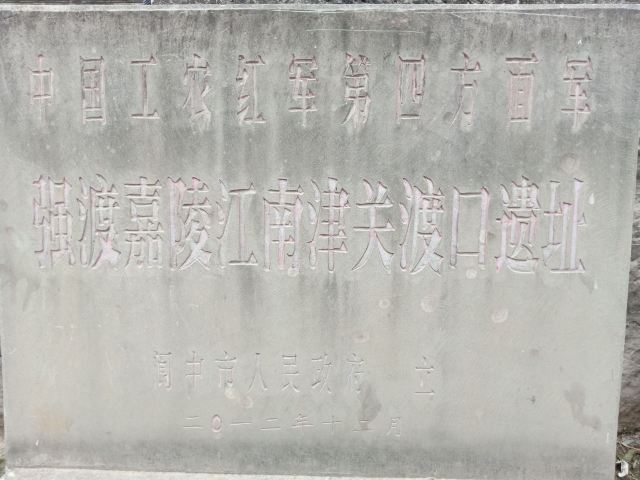 中国工农红军第四方面军
强渡嘉陵江南津关渡口遗址
阆中市人民政府 立
二〇一二年十二月